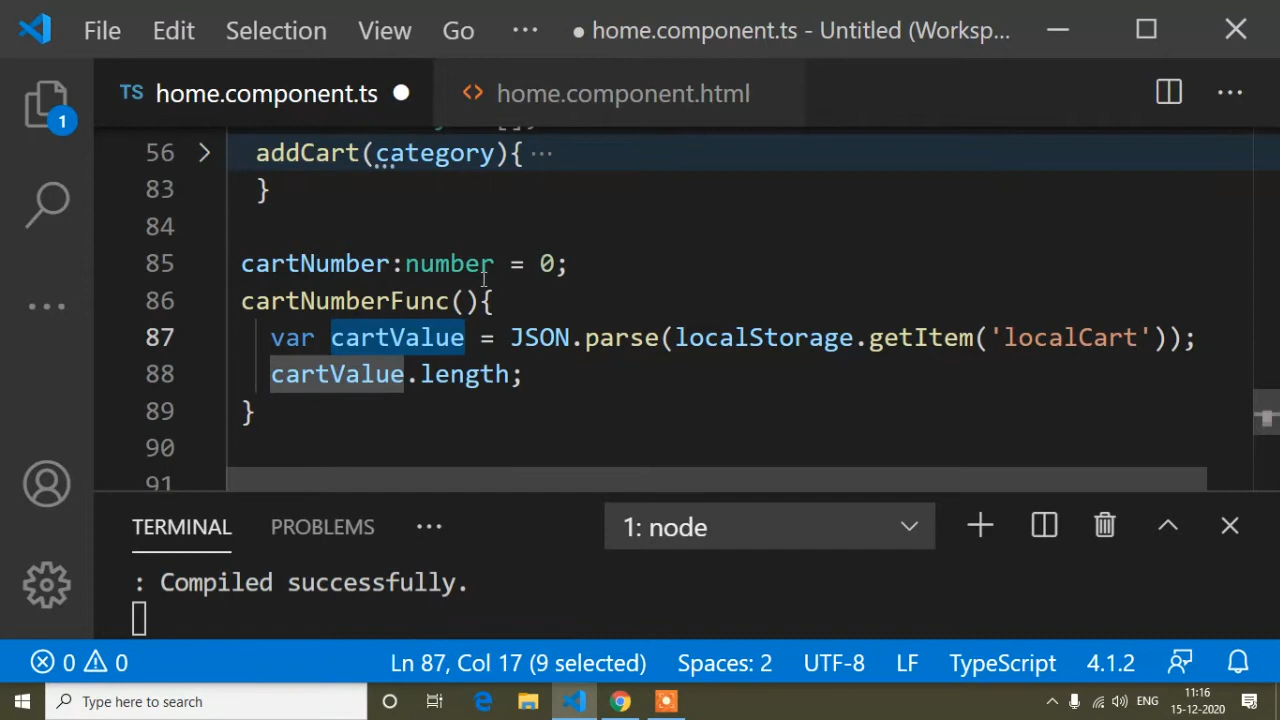 File Edit Selection View Go ··· ● home.component.ts - Untitled (Worksp...
TS home.component.ts ● <> home.component.html ···
56 > addCart(category){ ···
83 }
84
85 cartNumber:number = 0;
86 cartNumberFunc(){
87 var cartValue = JSON.parse(localStorage.getItem('localCart'));
88 cartValue.length;
89 }
90
91
1
TERMINAL PROBLEMS ··· 1: node
: Compiled successfully.
0 0 Ln 87, Col 17 (9 selected) Spaces: 2 UTF-8 LF TypeScript 4.1.2
Type here to search ENG 11:16
15-12-2020